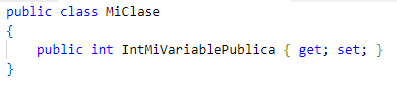 public class MiClase
{
    public int IntMiVariablePublica { get; set; }
}